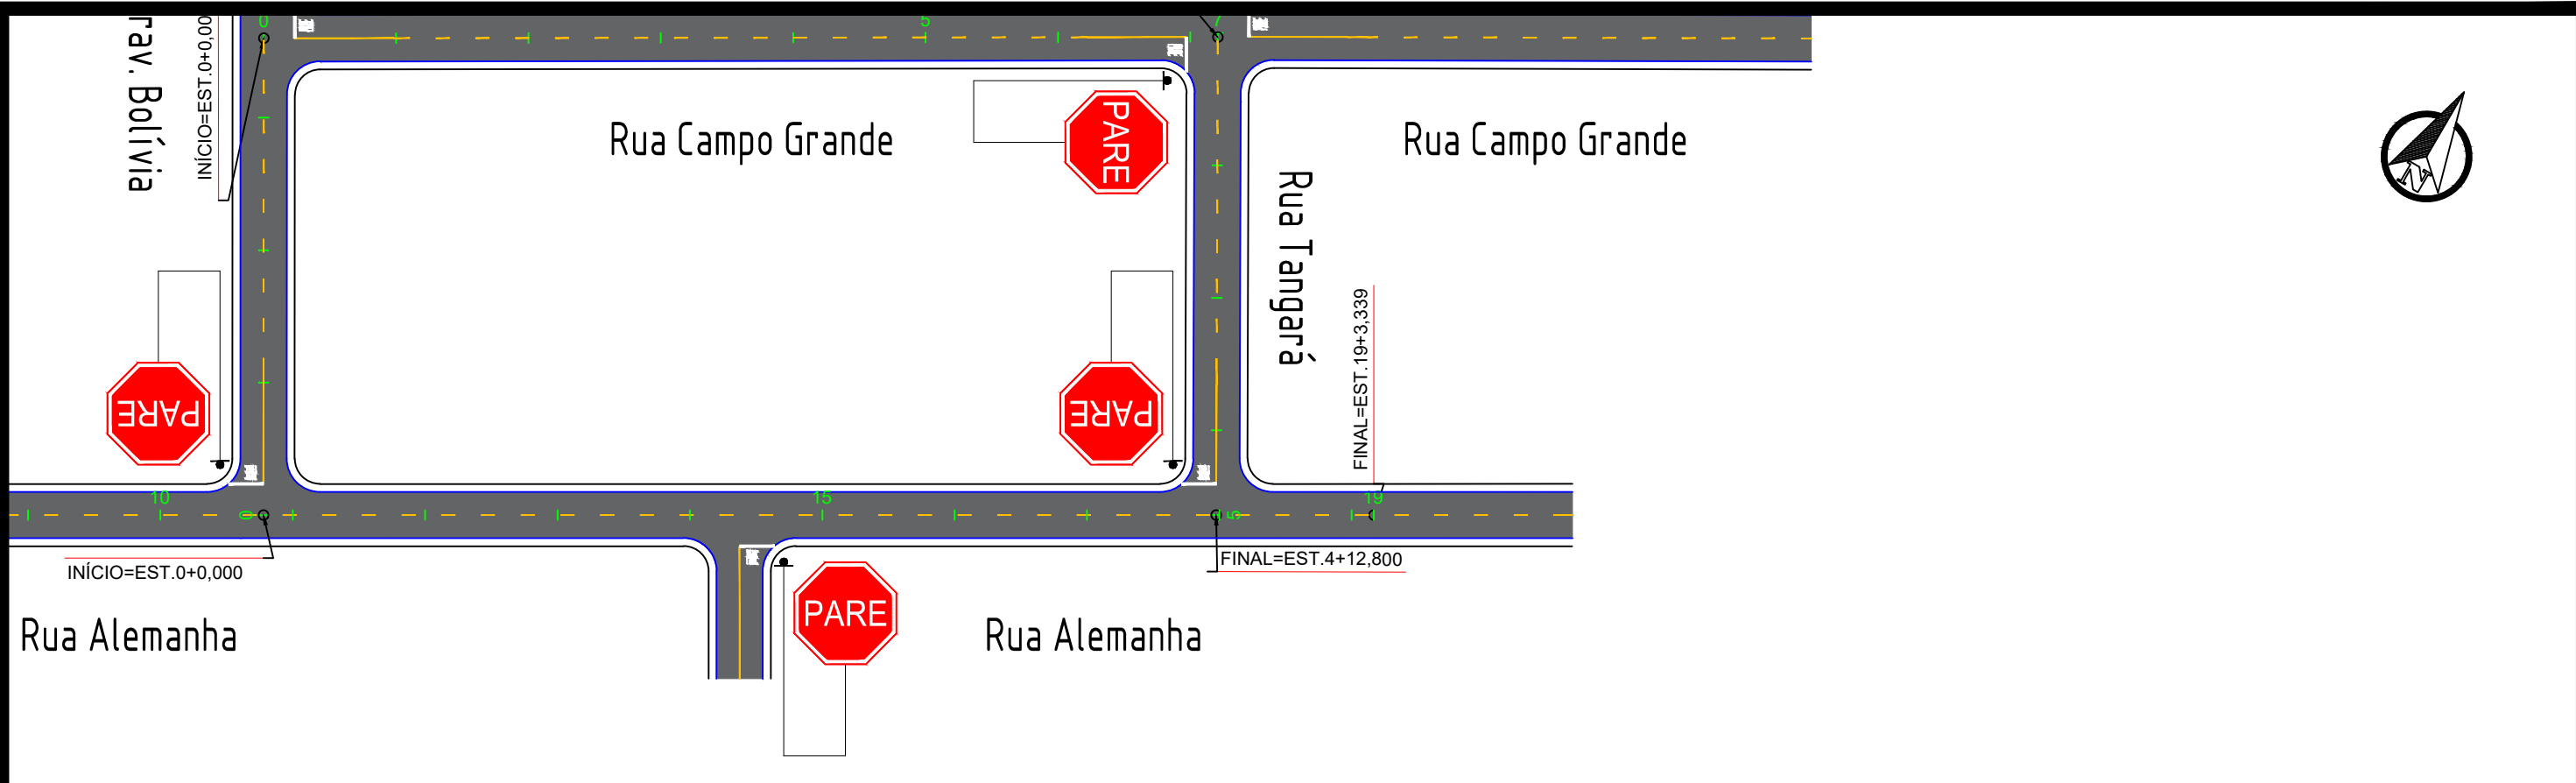 0
5
7
rav. Bolívia
INÍCIO=EST.0+0,00
Rua Campo Grande
PARE
Rua Campo Grande
N
Rua Tangará
FINAL=EST.19+3,339
PARE
PARE
10
15
19
0
5
INÍCIO=EST.0+0,000
FINAL=EST.4+12,800
PARE
Rua Alemanha
Rua Alemanha